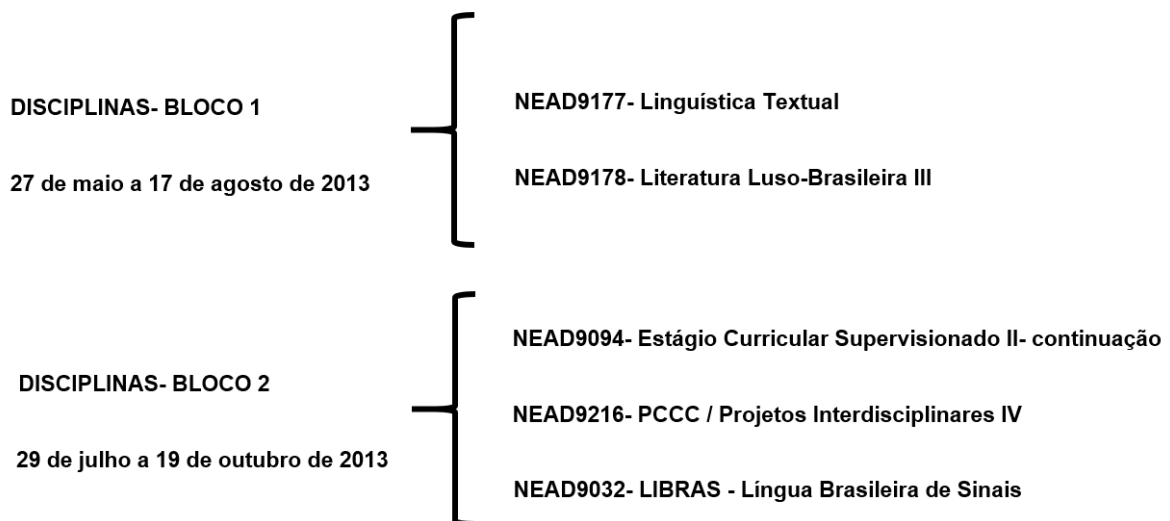 DISCIPLINAS- BLOCO 1
27 de maio a 17 de agosto de 2013
NEAD9177- Linguística Textual
NEAD9178- Literatura Luso-Brasileira III
DISCIPLINAS- BLOCO 2
29 de julho a 19 de outubro de 2013
NEAD9094- Estágio Curricular Supervisionado II- continuação
NEAD9216- PCCC / Projetos Interdisciplinares IV
NEAD9032- LIBRAS - Língua Brasileira de Sinais